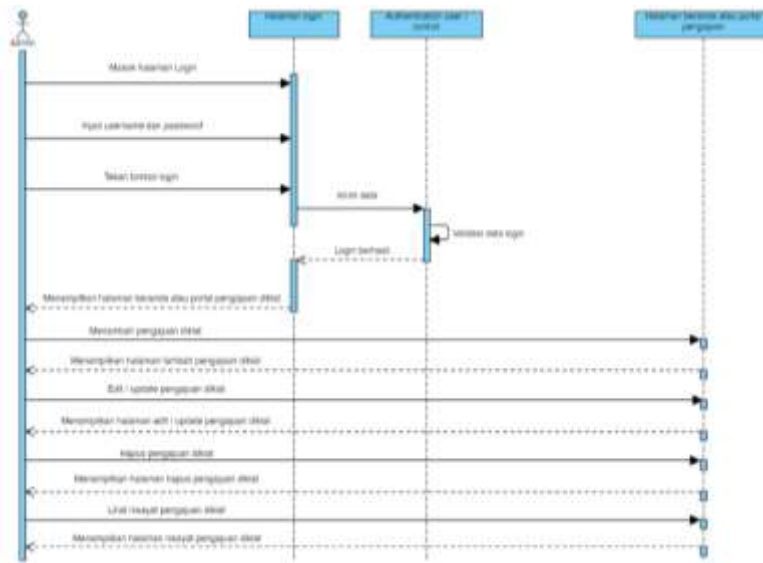 Halaman login
Authentication user /
Halaman beranda atau portal
pengajuan
Admin
Masuk halaman Login
Input username dan password
Tekan tombol login
Kirim data
Validasi data login
Login berhasil
Menampilkan halaman beranda atau portal pengajuan diklat
Menambah pengajuan diklat
Menampilkan halaman tambah pengajuan diklat
Edit / update pengajuan diklat
Menampilkan halaman edit / update pengajuan diklat
Hapus pengajuan diklat
Menampilkan halaman hapus pengajuan diklat
Lihat riwayat pengajuan diklat
Menampilkan halaman riwayat pengajuan diklat